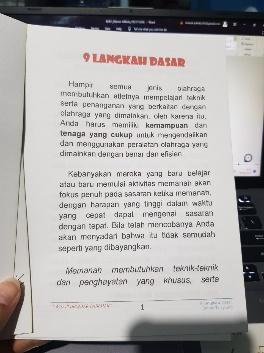 9 LANGKAH DASAR
Hampir semua jenis olahraga
membutuhkan atletnya mempelajari teknik
serta penanganan yang berkaitan dengan
olahraga yang dimainkan, oleh karena itu,
Anda harus memiliki kemampuan dan
tenaga yang cukup untuk mengendalikan
dan menggunakan peralatan olahraga yang
dimainkan dengan benar dan efisien.
Kebanyakan mereka yang baru belajar
atau baru memulai aktivitas memanah akan
fokus penuh pada sasaran ketika memanah,
dengan harapan yang tinggi dalam waktu
yang cepat dapat mengenai sasaran
dengan tepat. Bila telah mencobanya Anda
akan menyadari bahwa itu tidak semudah
seperti yang dibayangkan.
Memanah membutuhkan teknik-teknik
dan penghayatan yang khusus, serta
1